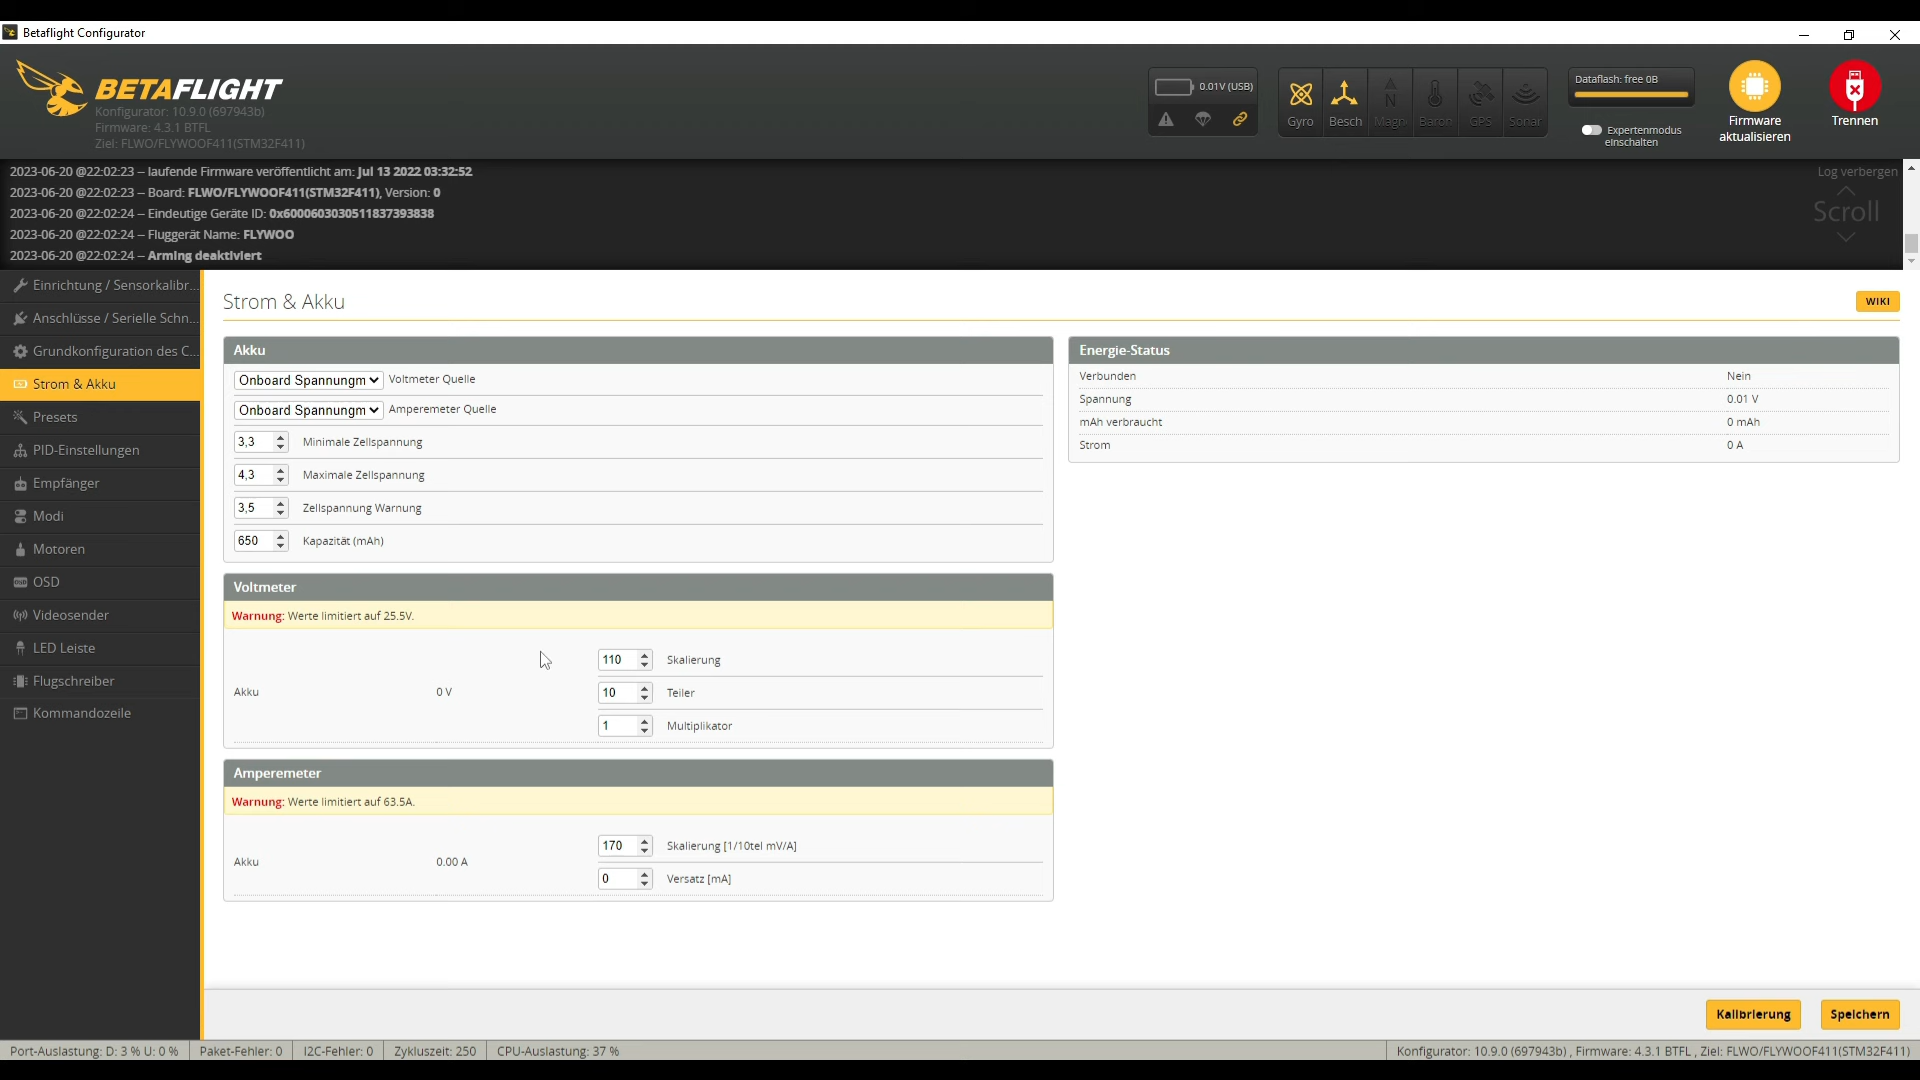 Betaflight Configurator
BETAFLIGHT
Konfigurator: 10.9.0 (697943b)
Firmware: 4.3.1 BTFL
Ziel: FLWO/FLYWOOF411(STM32F411)
0.01V (USB)
Gyro
Besch
Magn
Baron
GPS
Sonar
Dataflash: free 0B
Expertenmodus
einschalten
Firmware
aktualisieren
Trennen
2023-06-20 @22:02:23 -- laufende Firmware veröffentlicht am: Jul 13 2022 03:32:52
2023-06-20 @22:02:23 -- Board: FLWO/FLYWOOF411(STM32F411), Version: 0
2023-06-20 @22:02:24 -- Eindeutige Geräte ID: 0x6000603030511837393838
2023-06-20 @22:02:24 -- Fluggerät Name: FLYWOO
2023-06-20 @22:02:24 -- Arming deaktiviert
Log verbergen
Scroll
Einrichtung / Sensorkalibr...
Anschlüsse / Serielle Schn...
Grundkonfiguration des C...
Strom & Akku
Presets
PID-Einstellungen
Empfänger
Modi
Motoren
OSD
Videosender
LED Leiste
Flugschreiber
Kommandozeile
Strom & Akku
WIKI
Akku
Onboard Spannungm Voltmeter Quelle
Onboard Spannungm Amperemeter Quelle
3,3 Minimale Zellspannung
4,3 Maximale Zellspannung
3,5 Zellspannung Warnung
650 Kapazität (mAh)
Energie-Status
Verbunden Nein
Spannung 0.01 V
mAh verbraucht 0 mAh
Strom 0 A
Voltmeter
Warnung: Werte limitiert auf 25.5V.
110 Skalierung
Akku 0 V 10 Teiler
1 Multiplikator
Amperemeter
Warnung: Werte limitiert auf 63.5A.
170 Skalierung [1/10tel mV/A]
Akku 0.00 A
0 Versatz [mA]
Kalibrierung
Speichern
Port-Auslastung: D: 3 % U: 0 % Paket-Fehler: 0 I2C-Fehler: 0 Zykluszeit: 250 CPU-Auslastung: 37 % Konfigurator: 10.9.0 (697943b) , Firmware: 4.3.1 BTFL , Ziel: FLWO/FLYWOOF411(STM32F411)